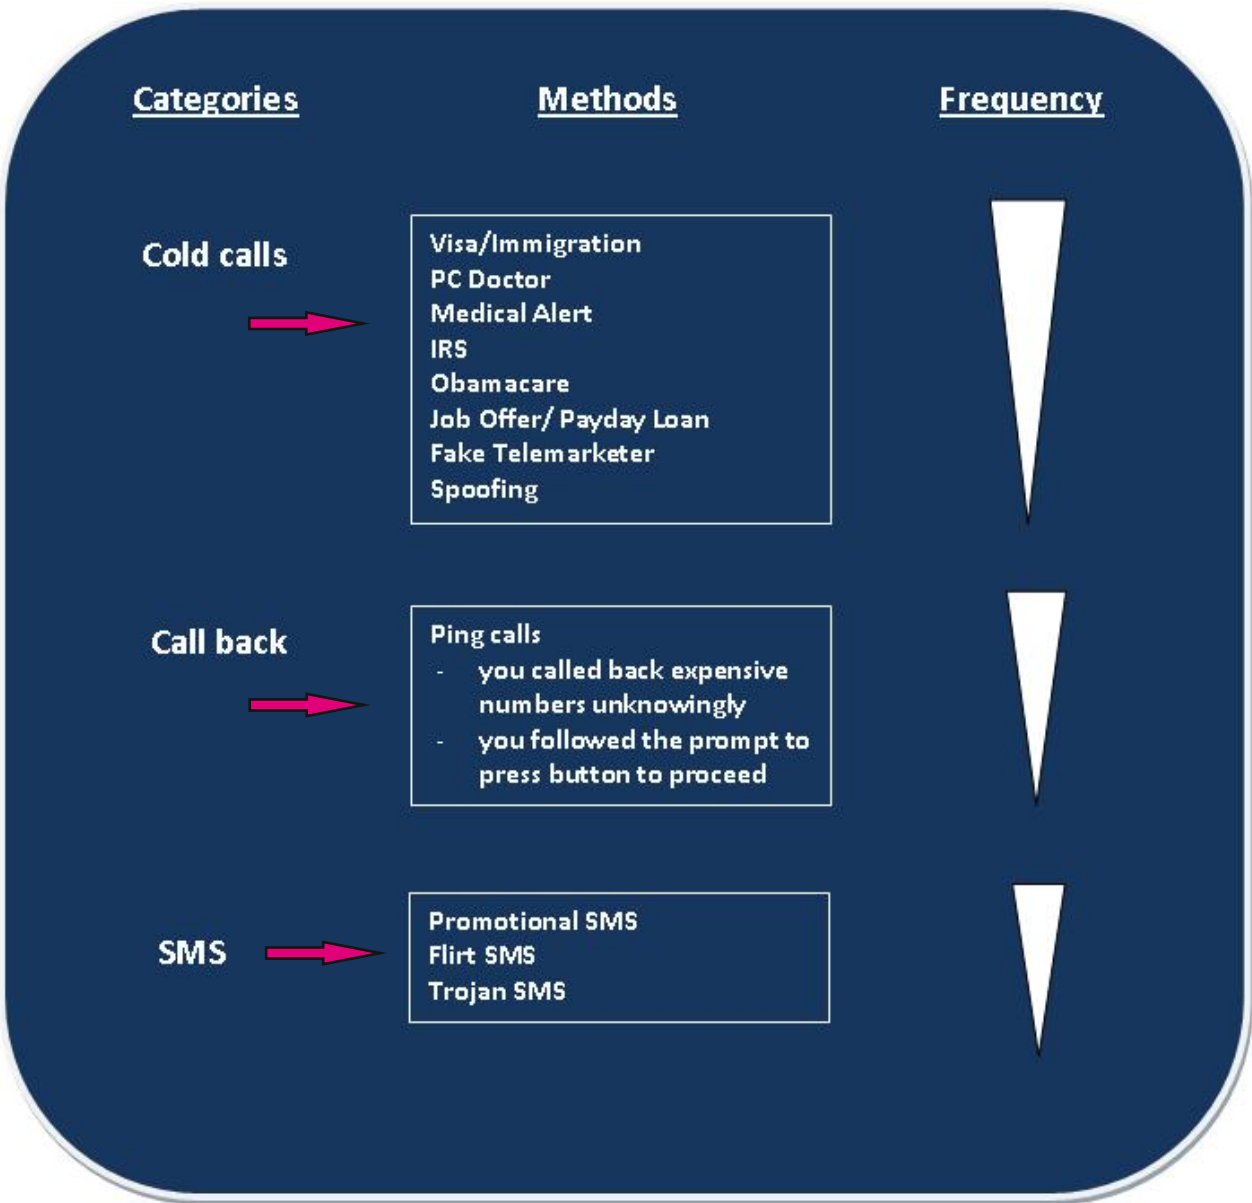 Categories Methods Frequency
Cold calls
Visa/Immigration
PC Doctor
Medical Alert
IRS
Obamacare
Job Offer/ Payday Loan
Fake Telemarketer
Spoofing
Call back
Ping calls
- you called back expensive
numbers unknowingly
- you followed the prompt to
press button to proceed
SMS
Promotional SMS
Flirt SMS
Trojan SMS